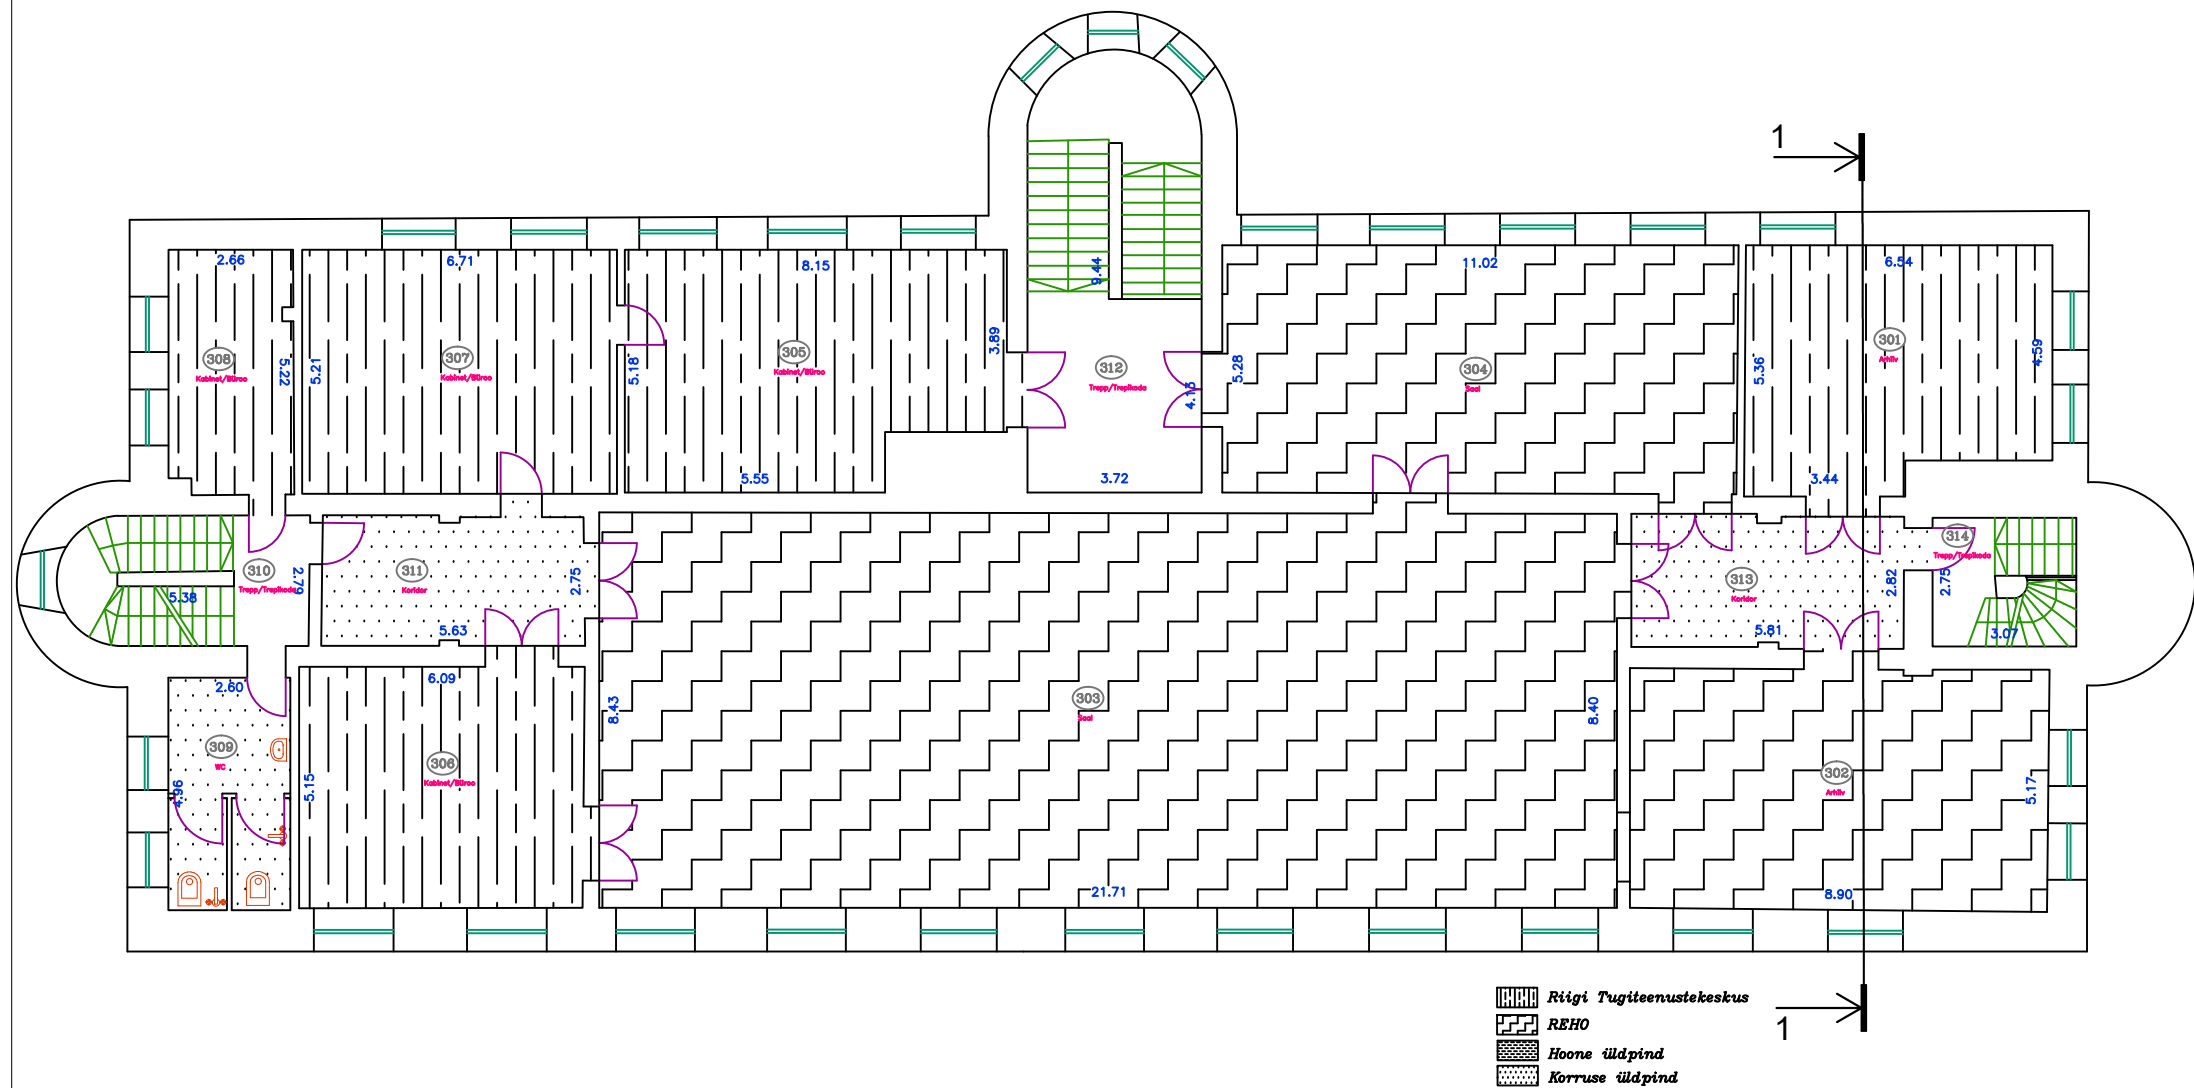 1
2.66
6.71
8.15
9.44
11.02
6.54
308
Kabinet/Büroo
5.22
5.21
307
Kabinet/Büroo
5.18
305
Kabinet/Büroo
3.89
312
Trepp/Trepikoda
4.13
5.28
304
Saal
5.36
301
Arhiiv
4.59
5.55
3.72
3.44
310
Trepp/Trepikoda
5.38
2.79
311
Koridor
2.75
5.63
313
Koridor
5.81
2.82
314
Trepp/Trepikoda
2.75
3.07
2.60
309
WC
4.96
6.09
306
Kabinet/Büroo
5.15
8.43
303
Saal
8.40
21.71
302
Arhiiv
5.17
8.90
Riigi Tugiteenustekeskus
REHO
Hoone üldpind
Korruse üldpind
1